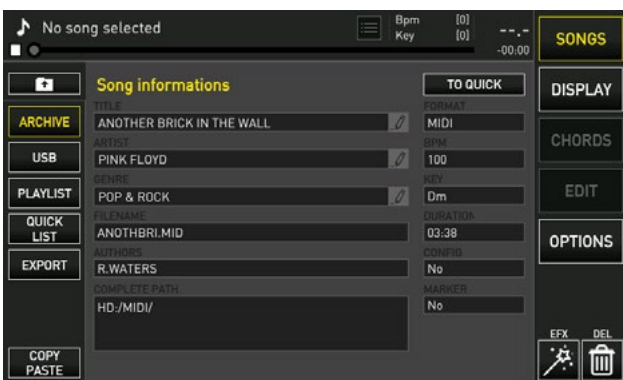 No song selected
Bpm [0]
Key [0]
--.-
-00:00
SONGS
DISPLAY
CHORDS
EDIT
OPTIONS
EFX DEL
ARCHIVE
USB
PLAYLIST
QUICK
LIST
EXPORT
COPY
PASTE
Song informations
TO QUICK
TITLE
ANOTHER BRICK IN THE WALL
ARTIST
PINK FLOYD
GENRE
POP & ROCK
FILENAME
ANOTHBRI.MID
AUTHORS
R.WATERS
COMPLETE PATH
HD:/MIDI/
FORMAT
MIDI
BPM
100
KEY
Dm
DURATION
03:38
CONFIG
No
MARKER
No